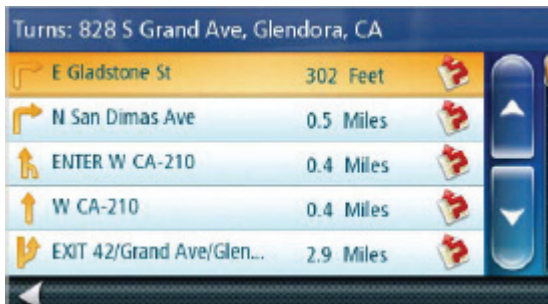 Turns: 828 S Grand Ave, Glendora, CA
E Gladstone St 302 Feet
N San Dimas Ave 0.5 Miles
ENTER W CA-210 0.4 Miles
W CA-210 0.4 Miles
EXIT 42/Grand Ave/Glen... 2.9 Miles